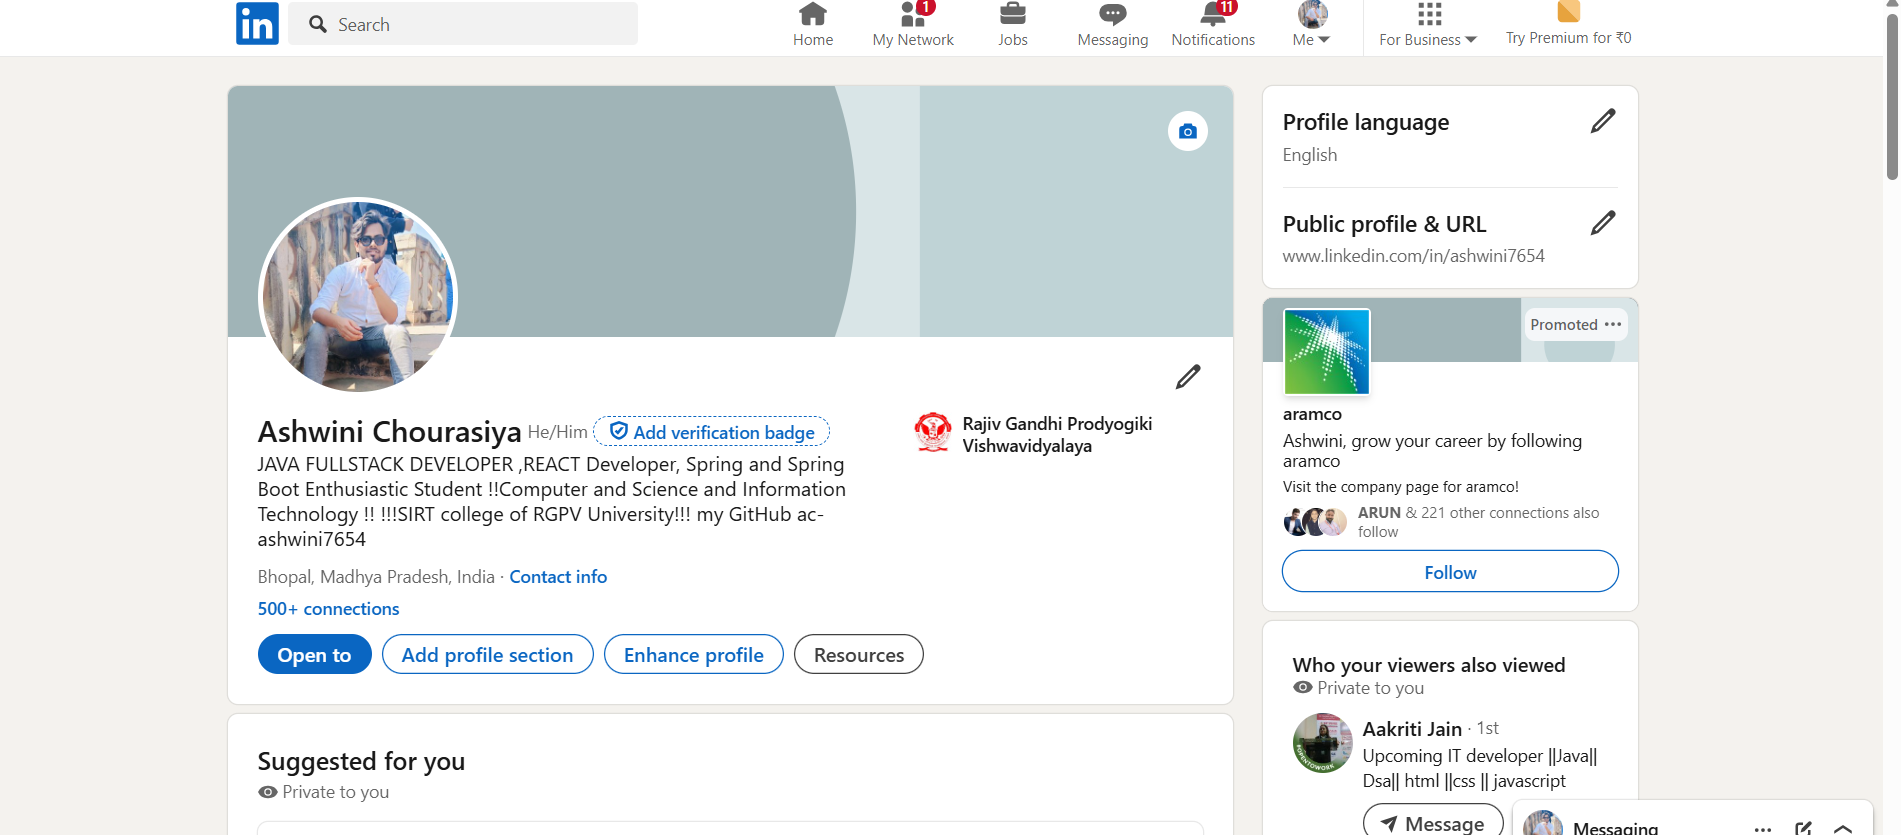 in
Search
Home
1
My Network
Jobs
Messaging
11
Notifications
Me
For Business
Try Premium for ₹0
Ashwini Chourasiya He/Him Add verification badge
JAVA FULLSTACK DEVELOPER ,REACT Developer, Spring and Spring
Boot Enthusiastic Student !!Computer and Science and Information
Technology !! !!!SIRT college of RGPV University!!! my GitHub ac-
ashwini7654
Bhopal, Madhya Pradesh, India · Contact info
500+ connections
Open to
Add profile section
Enhance profile
Resources
Rajiv Gandhi Prodyogiki
Vishwavidyalaya
Suggested for you
Private to you
Profile language
English
Public profile & URL
www.linkedin.com/in/ashwini7654
Promoted
aramco
Ashwini, grow your career by following
aramco
Visit the company page for aramco!
ARUN & 221 other connections also
follow
Follow
Who your viewers also viewed
Private to you
#OPENTOWORK
Aakriti Jain · 1st
Upcoming IT developer ||Java||
Dsa|| html ||css || javascript
Message
Messaging